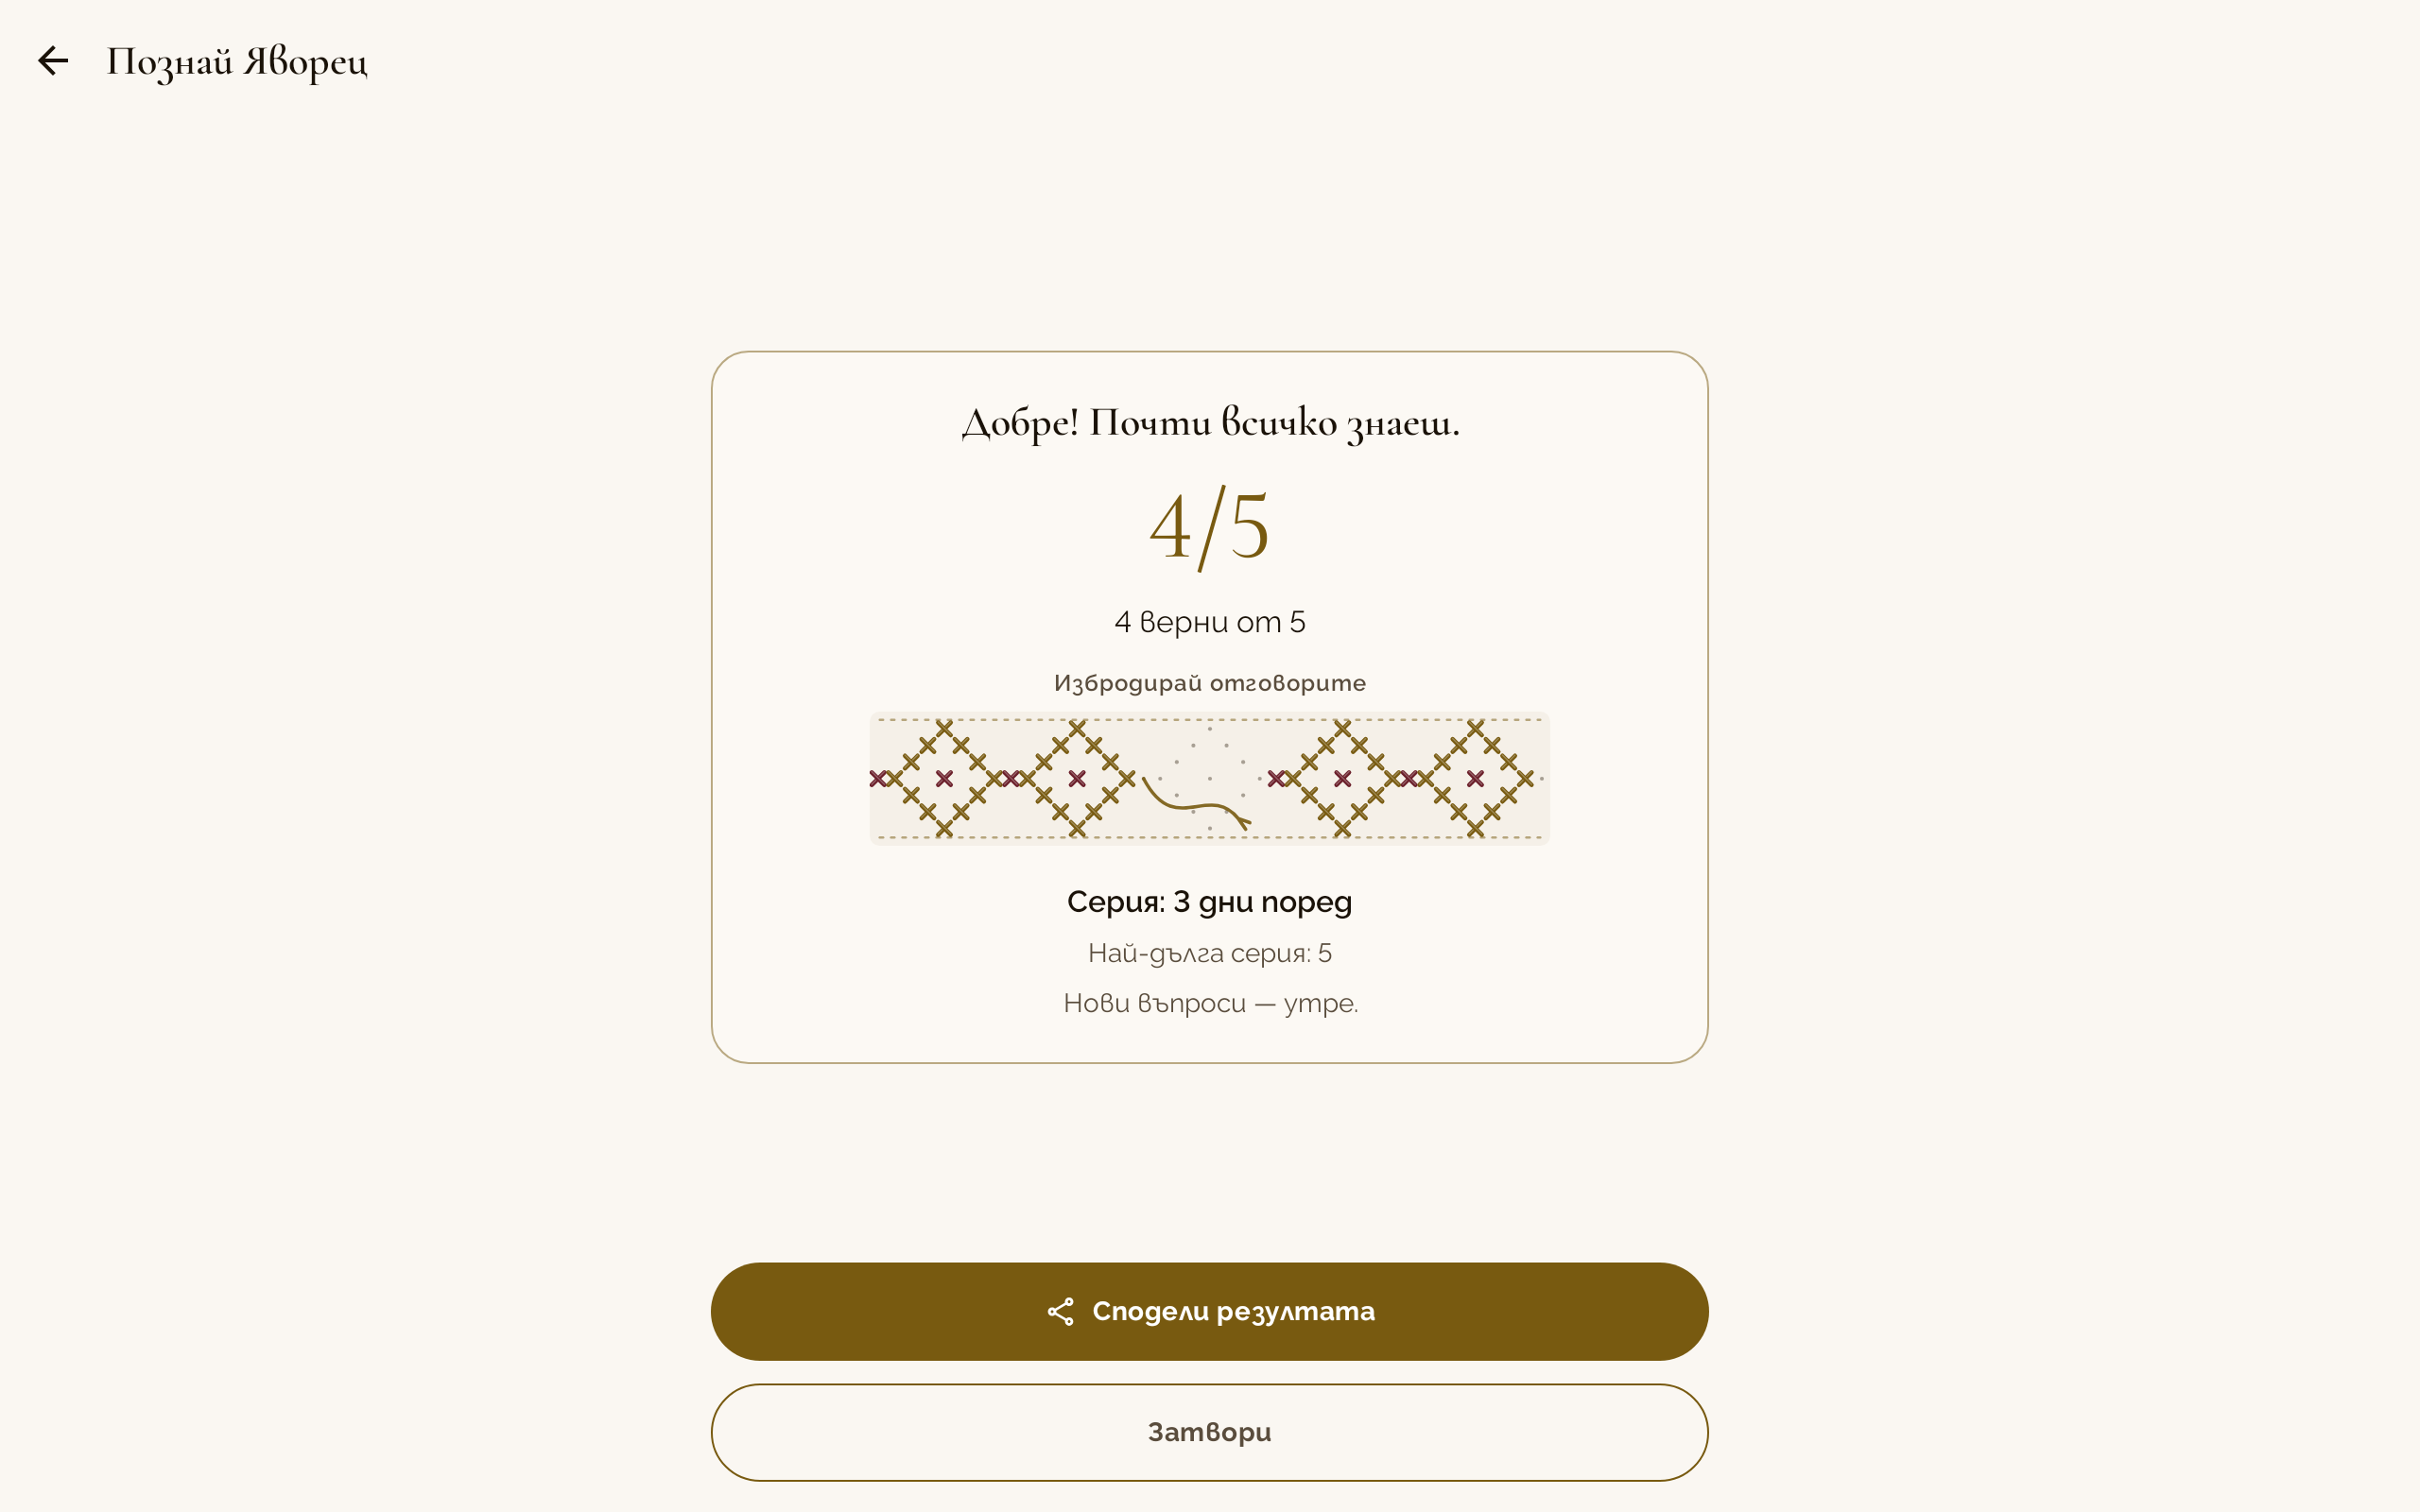 Познай Яворец
Добре! Почти всичко знаеш.
4/5
4 верни от 5
Избродирай отговорите
Серия: 3 дни поред
Най-дълга серия: 5
Нови въпроси — утре.
Сподели резултата
Затвори